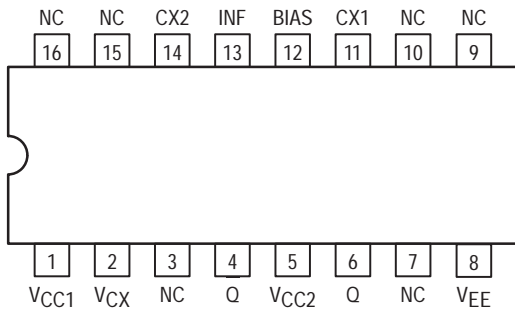 NC NC CX2 INF BIAS CX1 NC NC
16 15 14 13 12 11 10 9
1 2 3 4 5 6 7 8
VCC1 VCX NC Q̅ VCC2 Q NC VEE